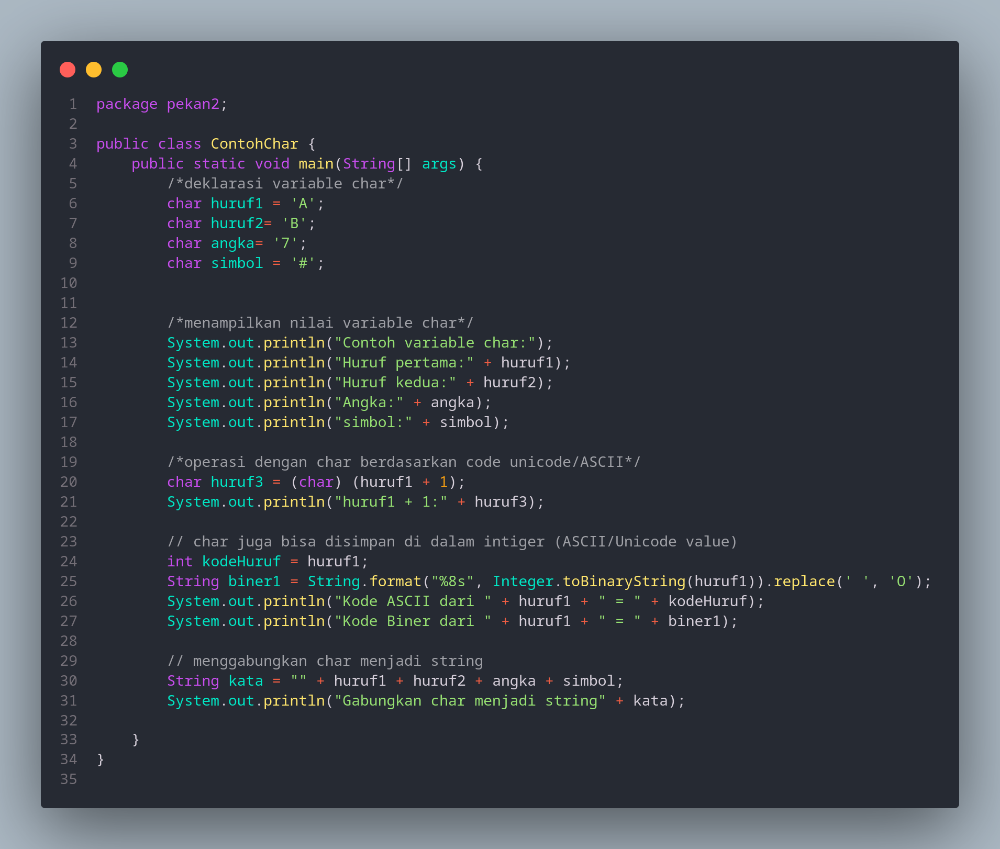 1 package pekan2;
2
3 public class ContohChar {
4     public static void main(String[] args) {
5         /*deklarasi variable char*/
6         char huruf1 = 'A';
7         char huruf2= 'B';
8         char angka= '7';
9         char simbol = '#';
10
11
12         /*menampilkan nilai variable char*/
13         System.out.println("Contoh variable char:");
14         System.out.println("Huruf pertama:" + huruf1);
15         System.out.println("Huruf kedua:" + huruf2);
16         System.out.println("Angka:" + angka);
17         System.out.println("simbol:" + simbol);
18
19         /*operasi dengan char berdasarkan code unicode/ASCII*/
20         char huruf3 = (char) (huruf1 + 1);
21         System.out.println("huruf1 + 1:" + huruf3);
22
23         // char juga bisa disimpan di dalam intiger (ASCII/Unicode value)
24         int kodeHuruf = huruf1;
25         String biner1 = String.format("%8s", Integer.toBinaryString(huruf1)).replace(' ', 'O');
26         System.out.println("Kode ASCII dari " + huruf1 + " = " + kodeHuruf);
27         System.out.println("Kode Biner dari " + huruf1 + " = " + biner1);
28
29         // menggabungkan char menjadi string
30         String kata = "" + huruf1 + huruf2 + angka + simbol;
31         System.out.println("Gabungkan char menjadi string" + kata);
32
33     }
34 }
35